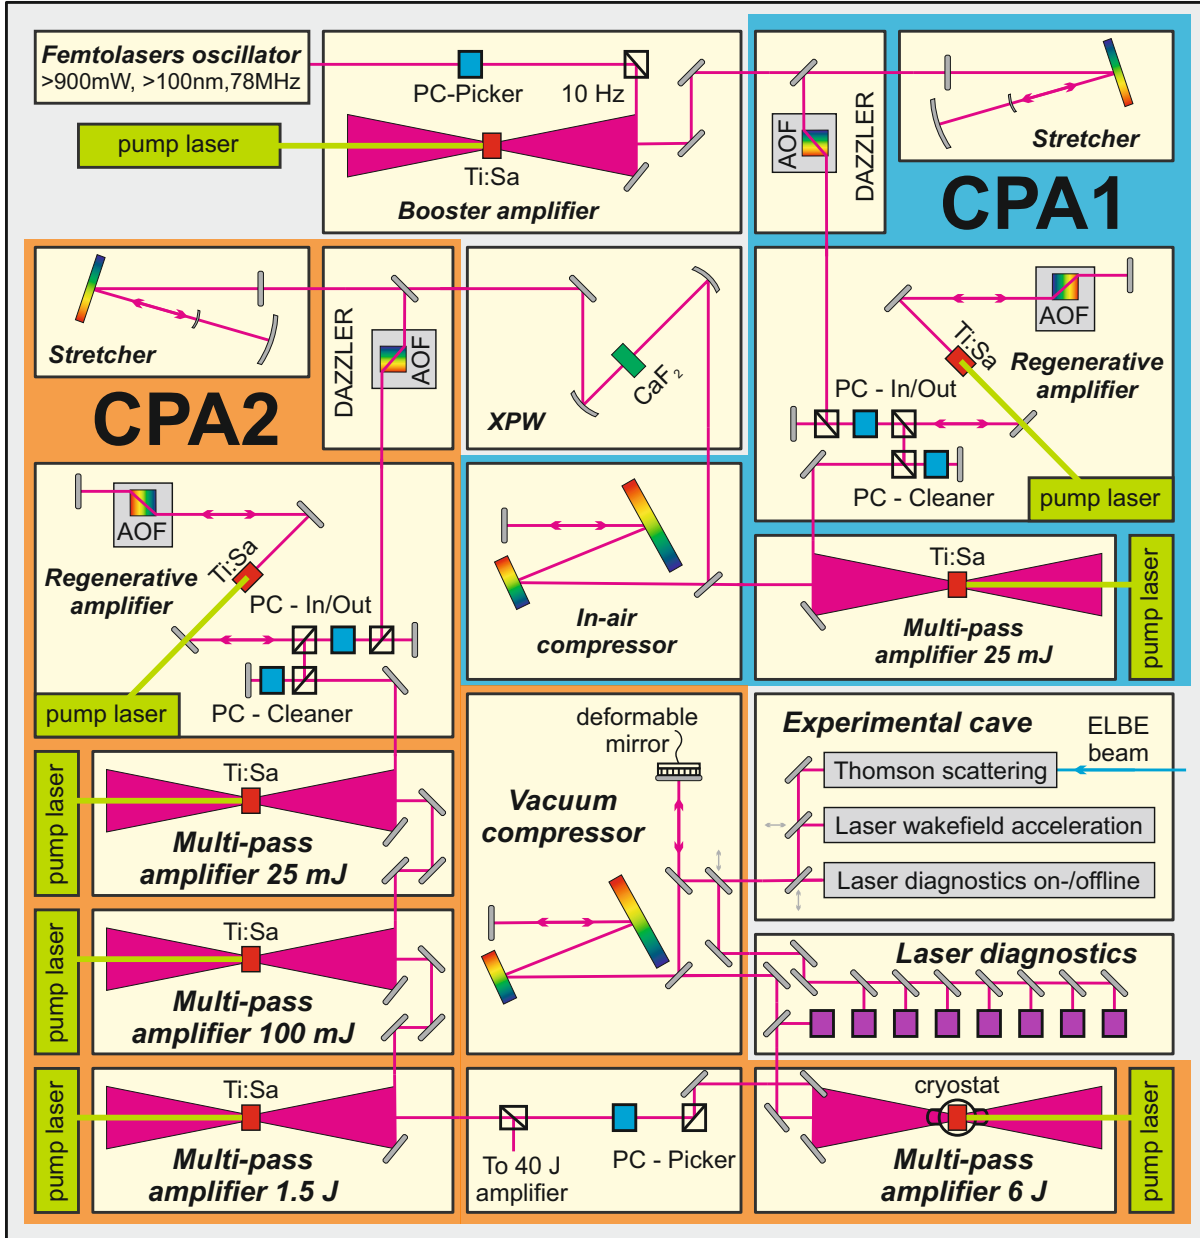 Femtolasers oscillator
>900mW, >100nm,78MHz
pump laser
PC-Picker
10 Hz
Ti:Sa
Booster amplifier
AOF
DAZZLER
Stretcher
CPA1
Stretcher
CPA2
DAZZLER
AOF
XPW
CaF2
AOF
Ti:Sa
Regenerative
amplifier
PC - In/Out
PC - Cleaner
pump laser
AOF
Ti:Sa
Regenerative
amplifier
PC - In/Out
PC - Cleaner
pump laser
In-air
compressor
Ti:Sa
Multi-pass
amplifier 25 mJ
pump laser
pump laser
Ti:Sa
Multi-pass
amplifier 25 mJ
deformable
mirror
Vacuum
compressor
Experimental cave
ELBE
beam
Thomson scattering
Laser wakefield acceleration
Laser diagnostics on-/offline
pump laser
Ti:Sa
Multi-pass
amplifier 100 mJ
Laser diagnostics
pump laser
Ti:Sa
Multi-pass
amplifier 1.5 J
To 40 J
amplifier
PC - Picker
cryostat
Multi-pass
amplifier 6 J
pump laser